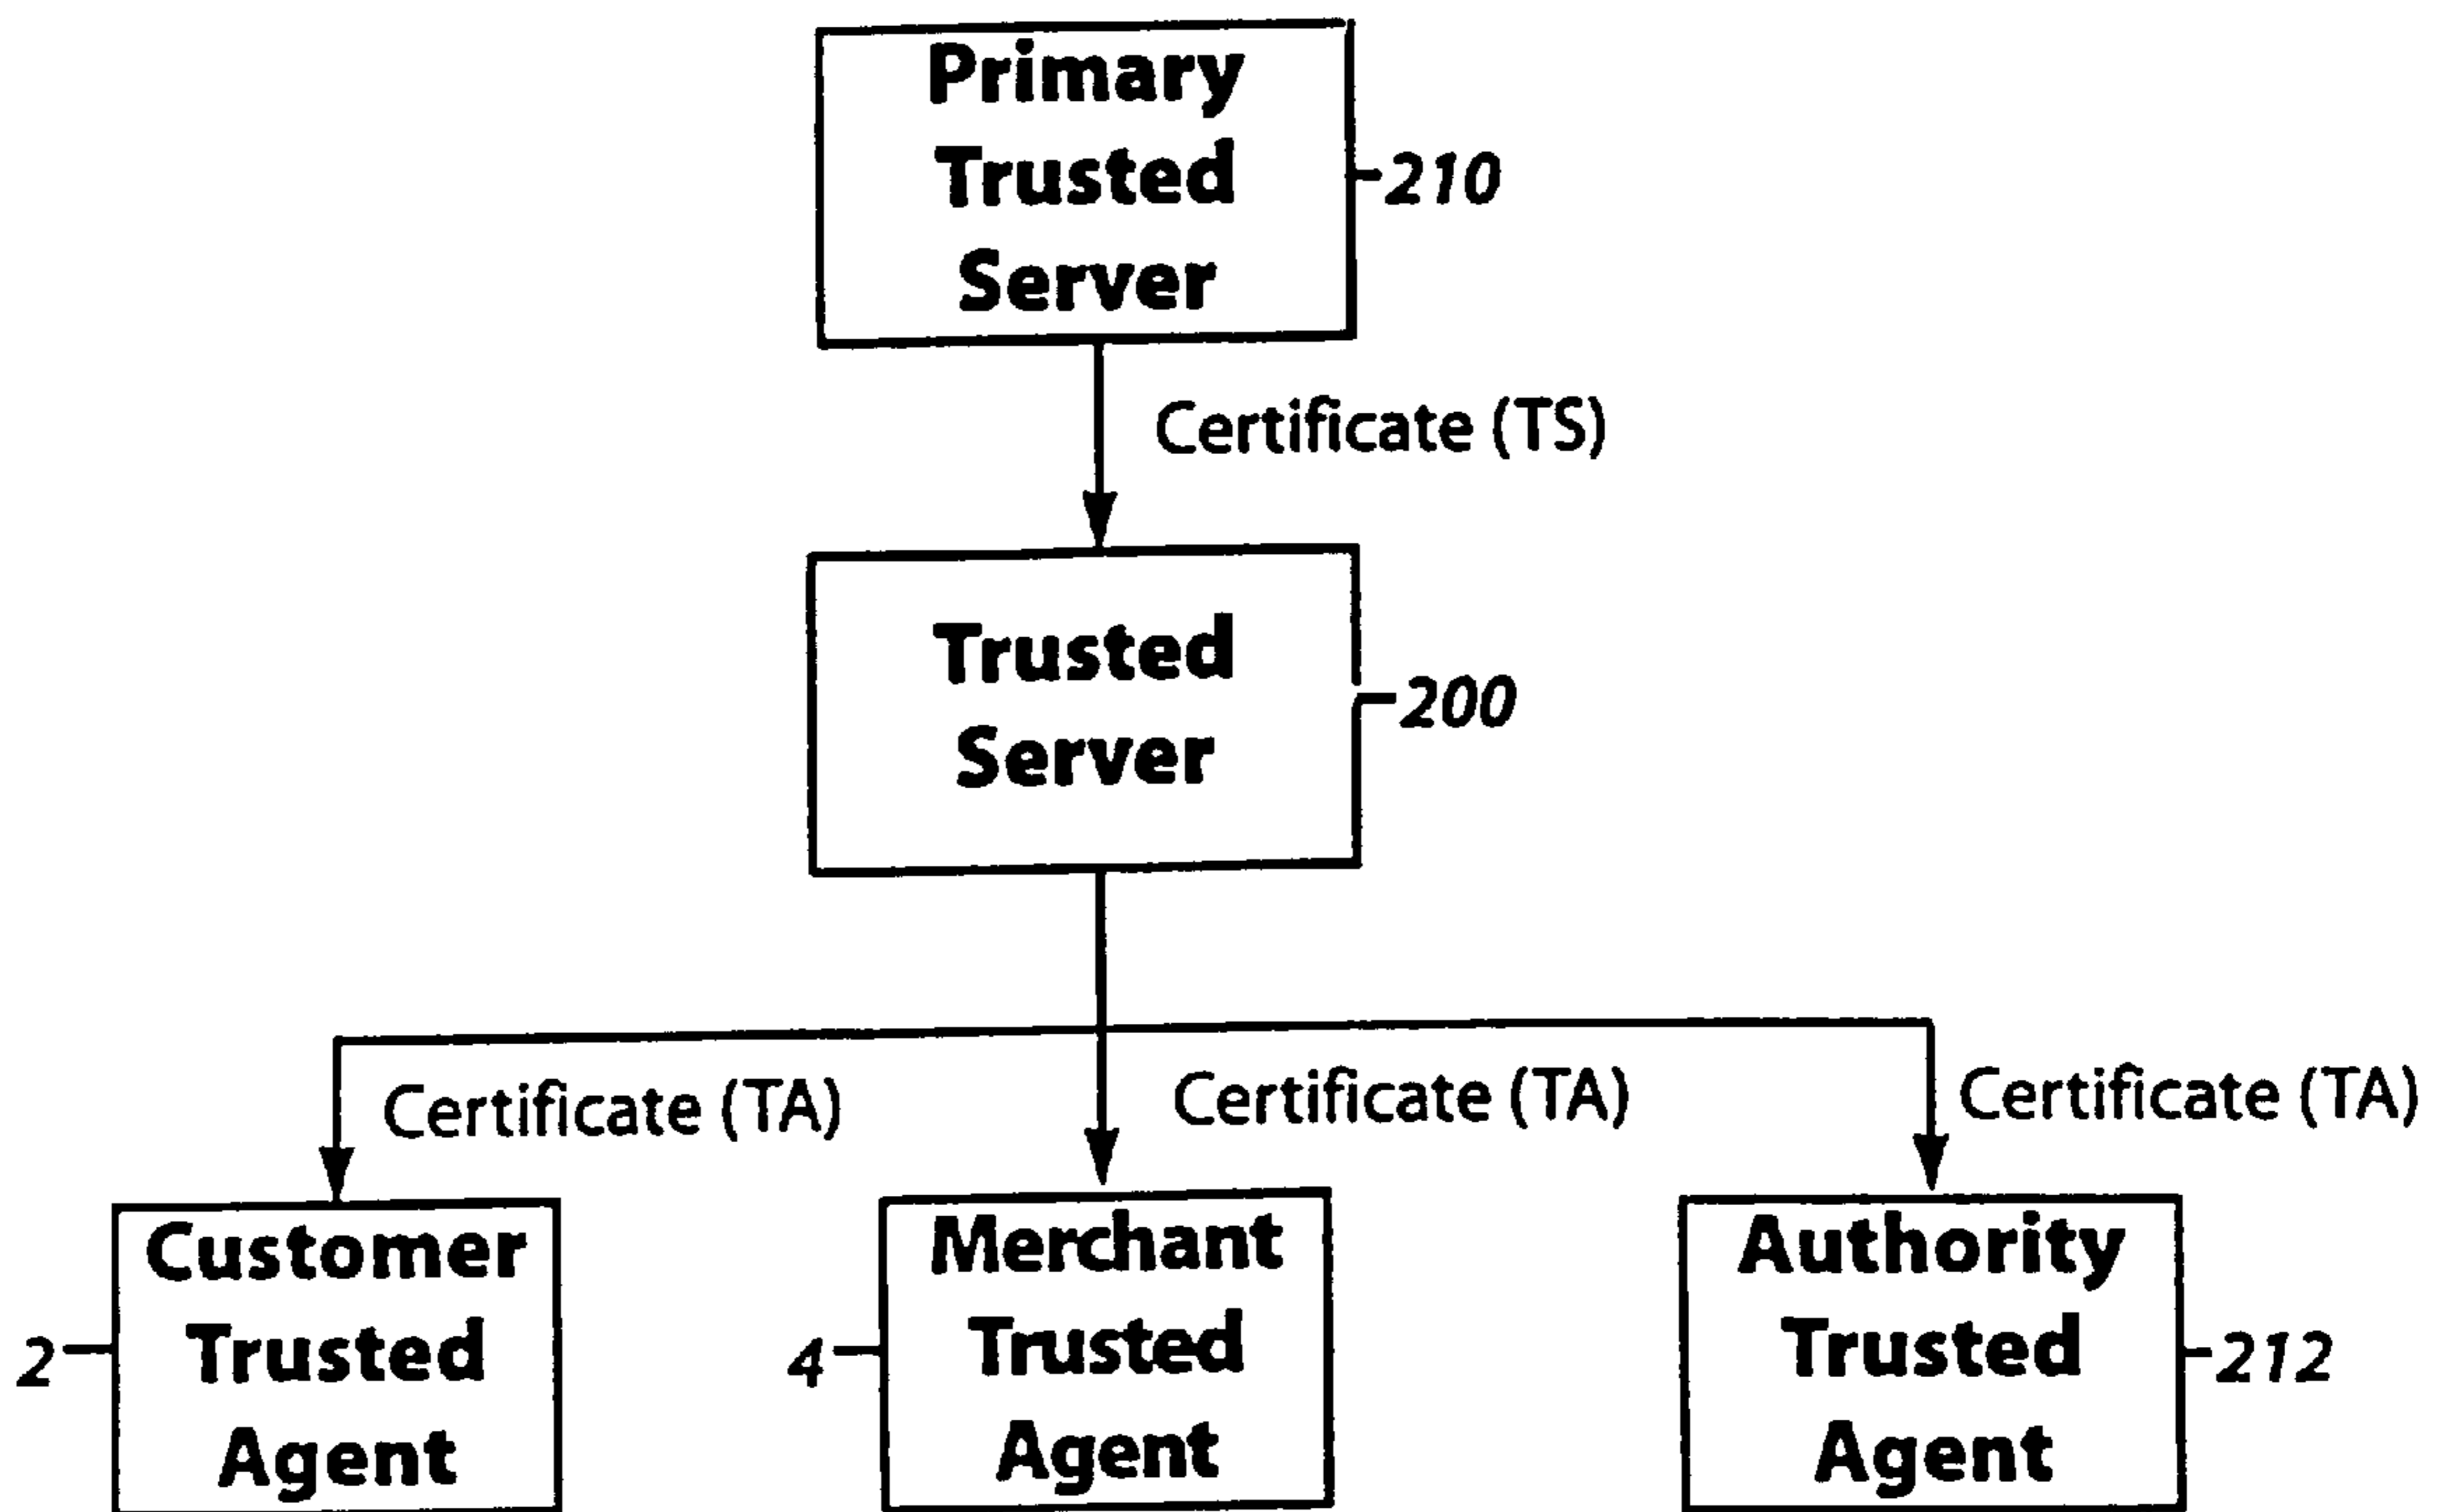 Primary
Trusted
Server
210
Certificate (TS)
Trusted
Server
200
Certificate (TA)
Certificate (TA)
Certificate (TA)
Customer
Trusted
Agent
2
Merchant
Trusted
Agent
4
Authority
Trusted
Agent
212